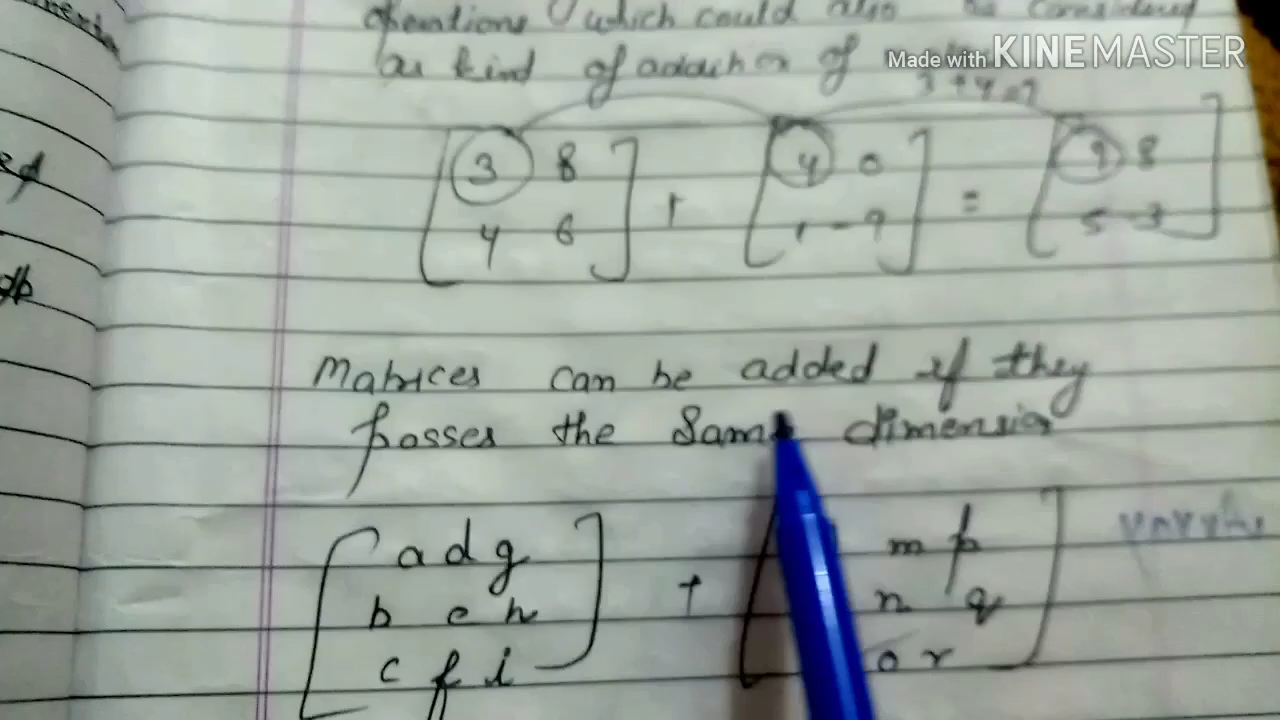 operations which could also be considered
as kind of addition of
Made with KINEMASTER
3+4=7
3 8 4 0 9 8
4 6 + 1 -9 = 5 -3
Matrices can be added if they
posses the Same dimension
a d g m p
b e h + n q
c f i o r